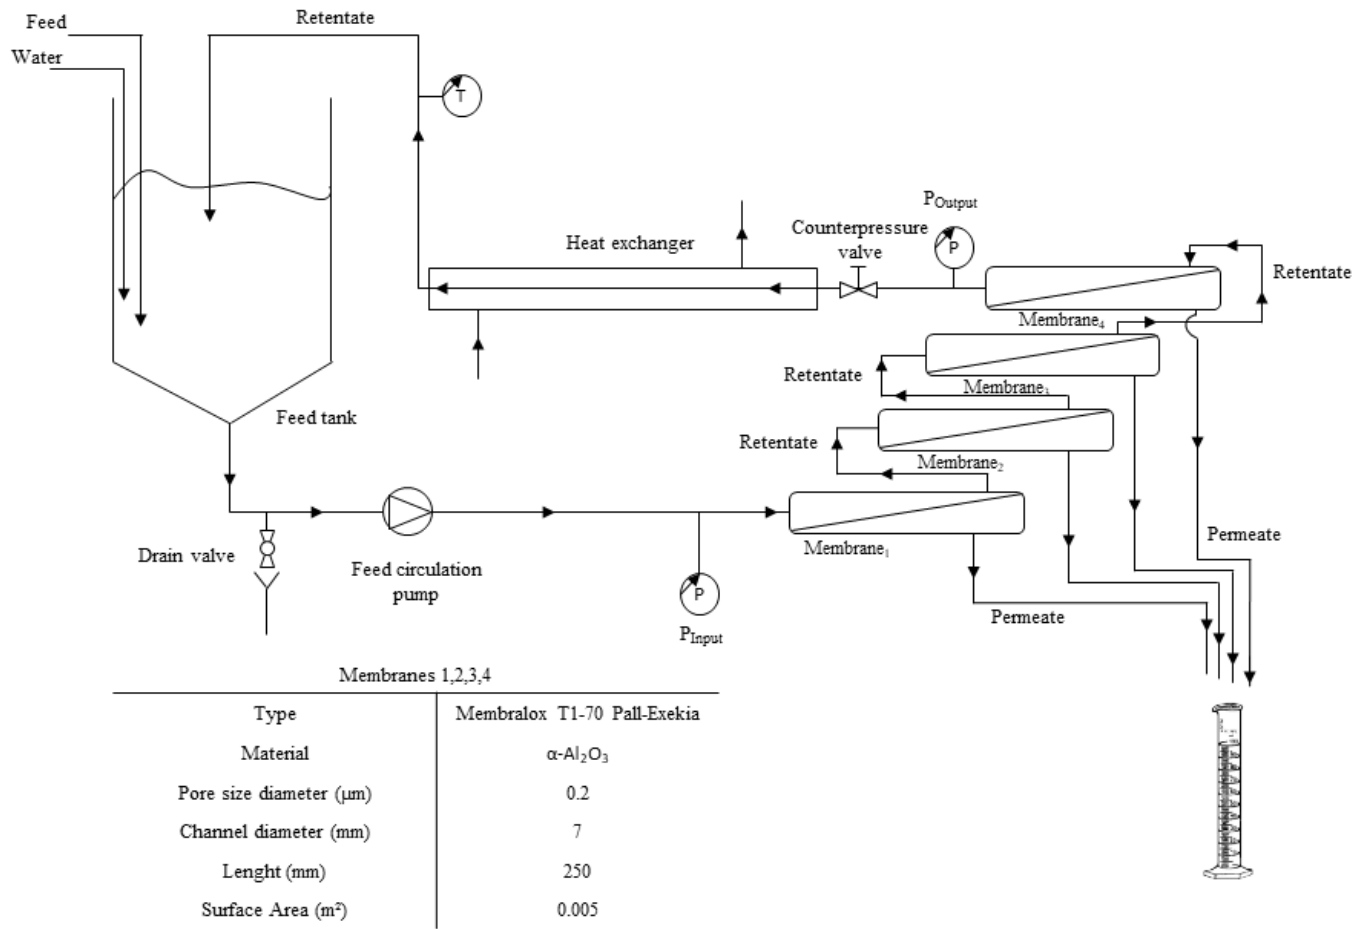 Feed
Retentate
Water
T
P_Output
Counterpressure
valve
P
Heat exchanger
Retentate
Membrane₄
Retentate
Membrane₃
Feed tank
Retentate
Membrane₂
Drain valve
Membrane₁
Permeate
Feed circulation
pump
P
Permeate
P_Input
Membranes 1,2,3,4
Type Membralox T1-70 Pall-Exekia
Material α-Al₂O₃
Pore size diameter (μm) 0.2
Channel diameter (mm) 7
Lenght (mm) 250
Surface Area (m²) 0.005